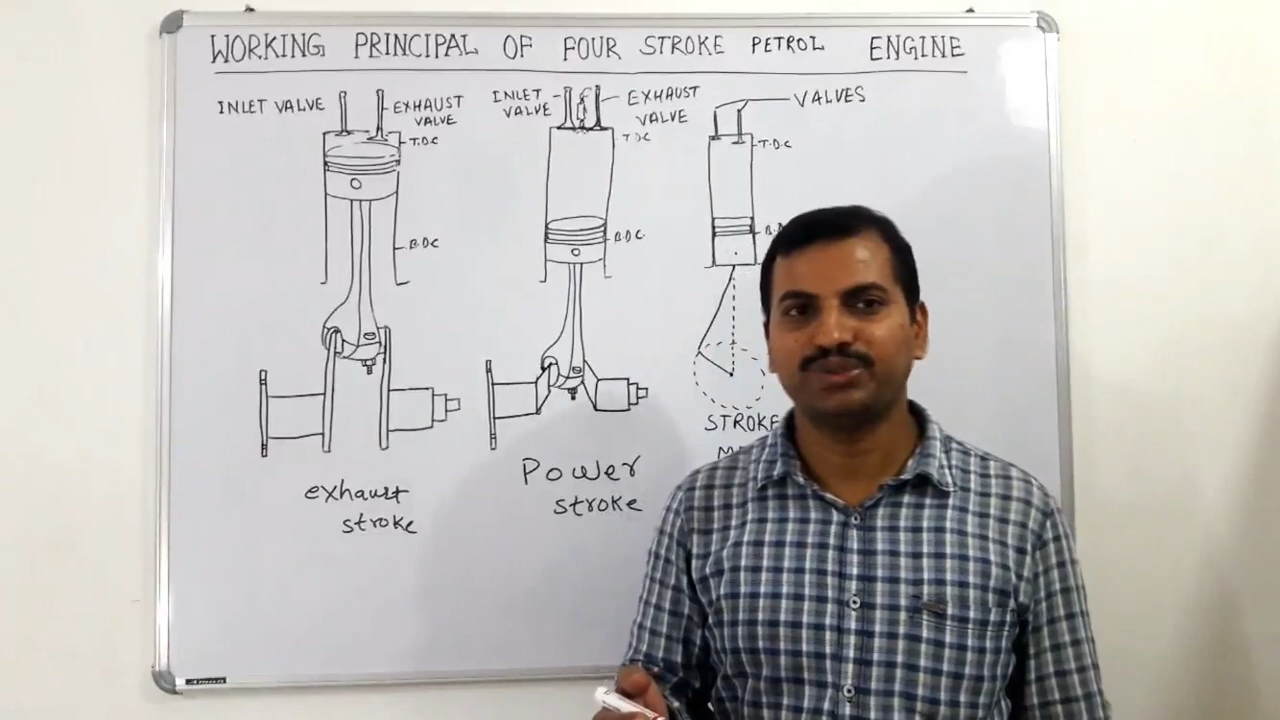 WORKING PRINCIPAL OF FOUR STROKE PETROL ENGINE
INLET VALVE
EXHAUST
VALVE
T.D.C
B.D.C
exhaust
stroke
INLET
VALVE
EXHAUST
VALVE
T.D.C
B.D.C.
Power
stroke
VALVES
T.D.C
STROKE